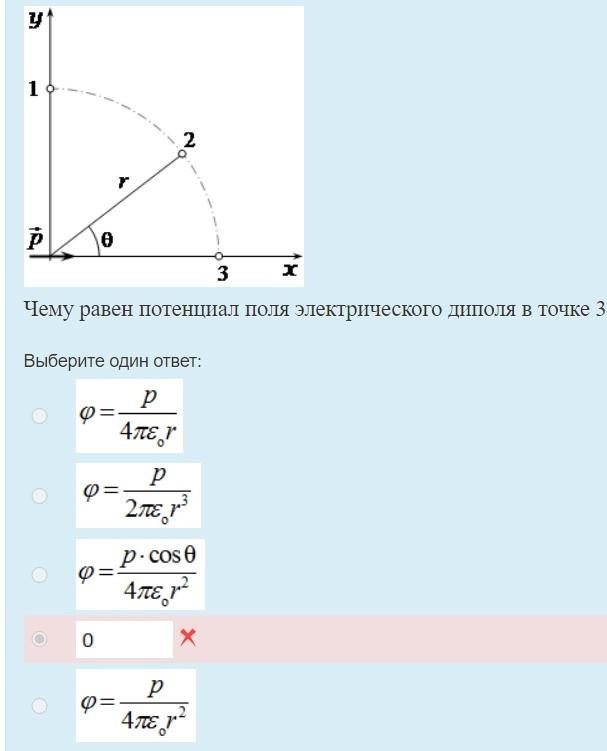 y
1
2
r
p⃗
θ
3
x
Чему равен потенциал поля электрического диполя в точке 3
Выберите один ответ:
φ = p / 4πε₀r
φ = p / 2πε₀r³
φ = p · cosθ / 4πε₀r²
0
φ = p / 4πε₀r²